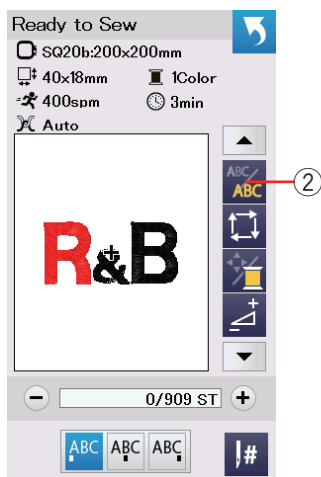 Ready to Sew
SQ20b:200x200mm
40x18mm 1Color
400spm 3min
Auto
ABC/
ABC
2
R&B
+
− 0/909 ST +
ABC ABC ABC #